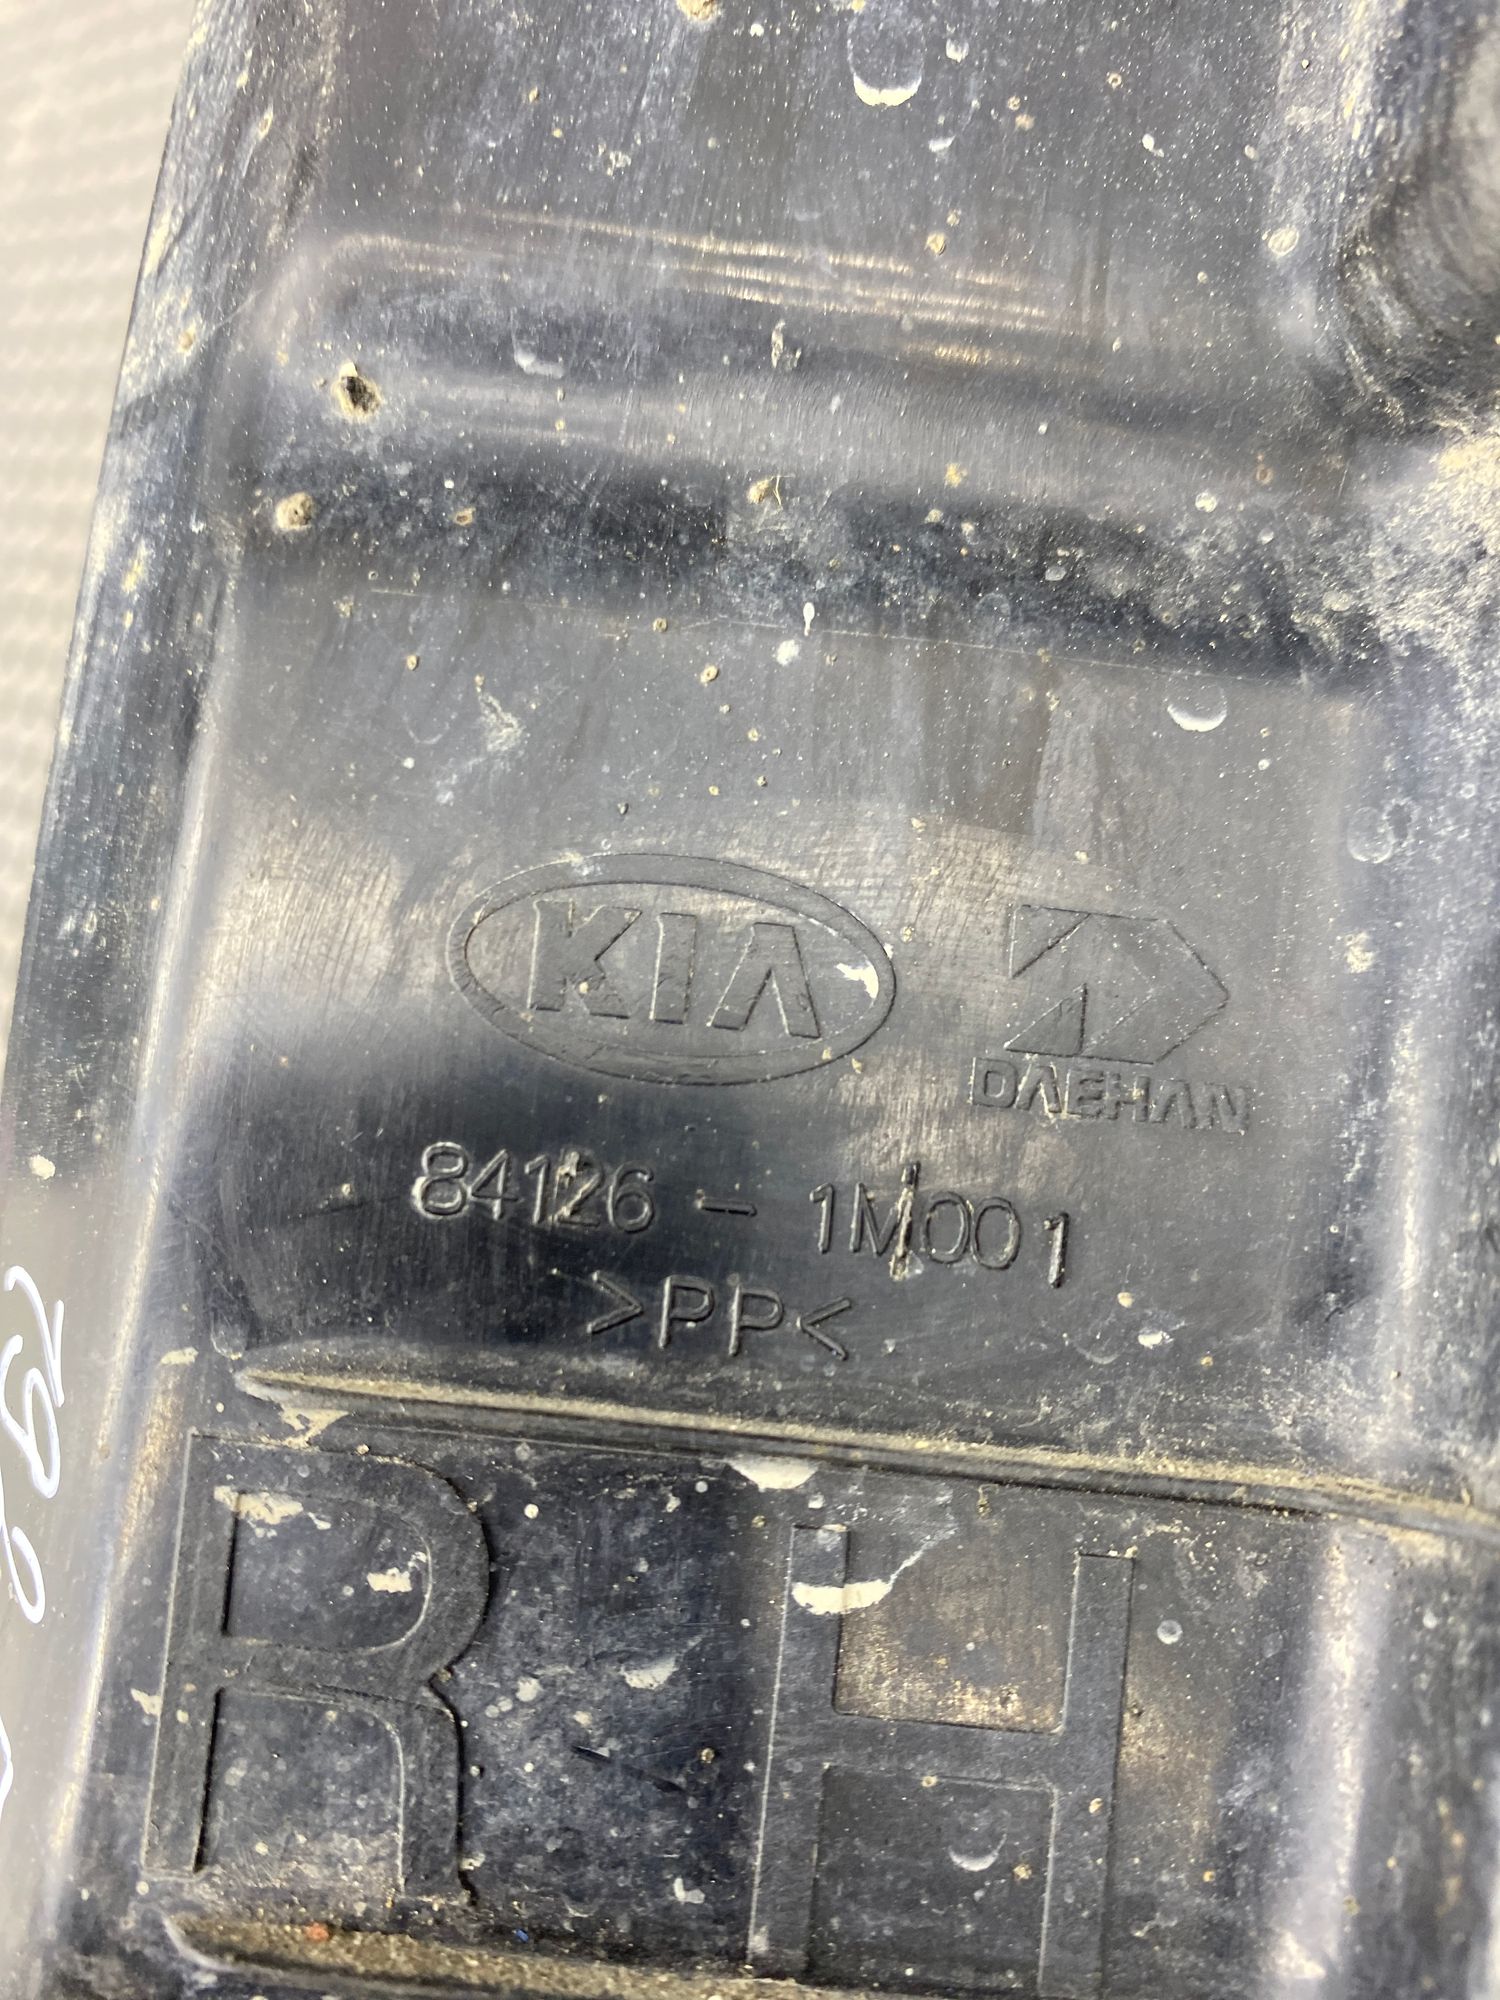 KIA
DAEHAN
84126 - 1M001
>PP<
RH